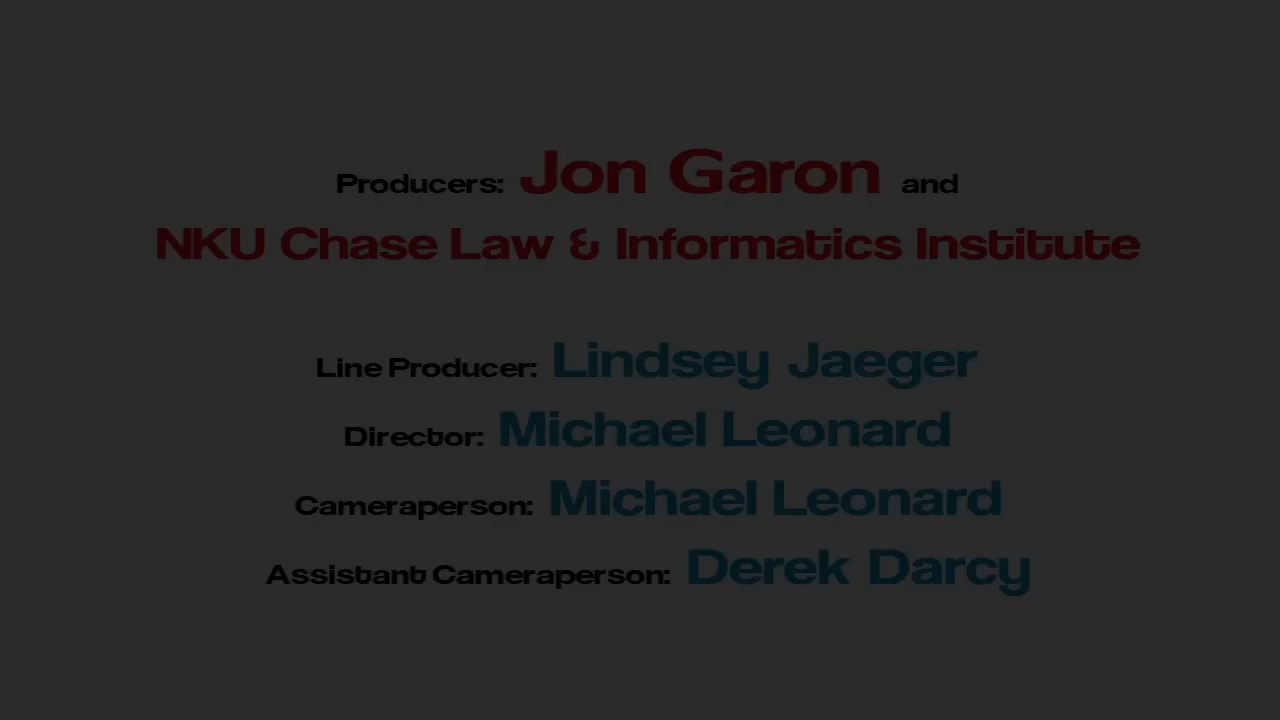 Producers: Jon Garon and
NKU Chase Law & Informatics Institute
Line Producer: Lindsey Jaeger
Director: Michael Leonard
Cameraperson: Michael Leonard
Assistant Cameraperson: Derek Darcy